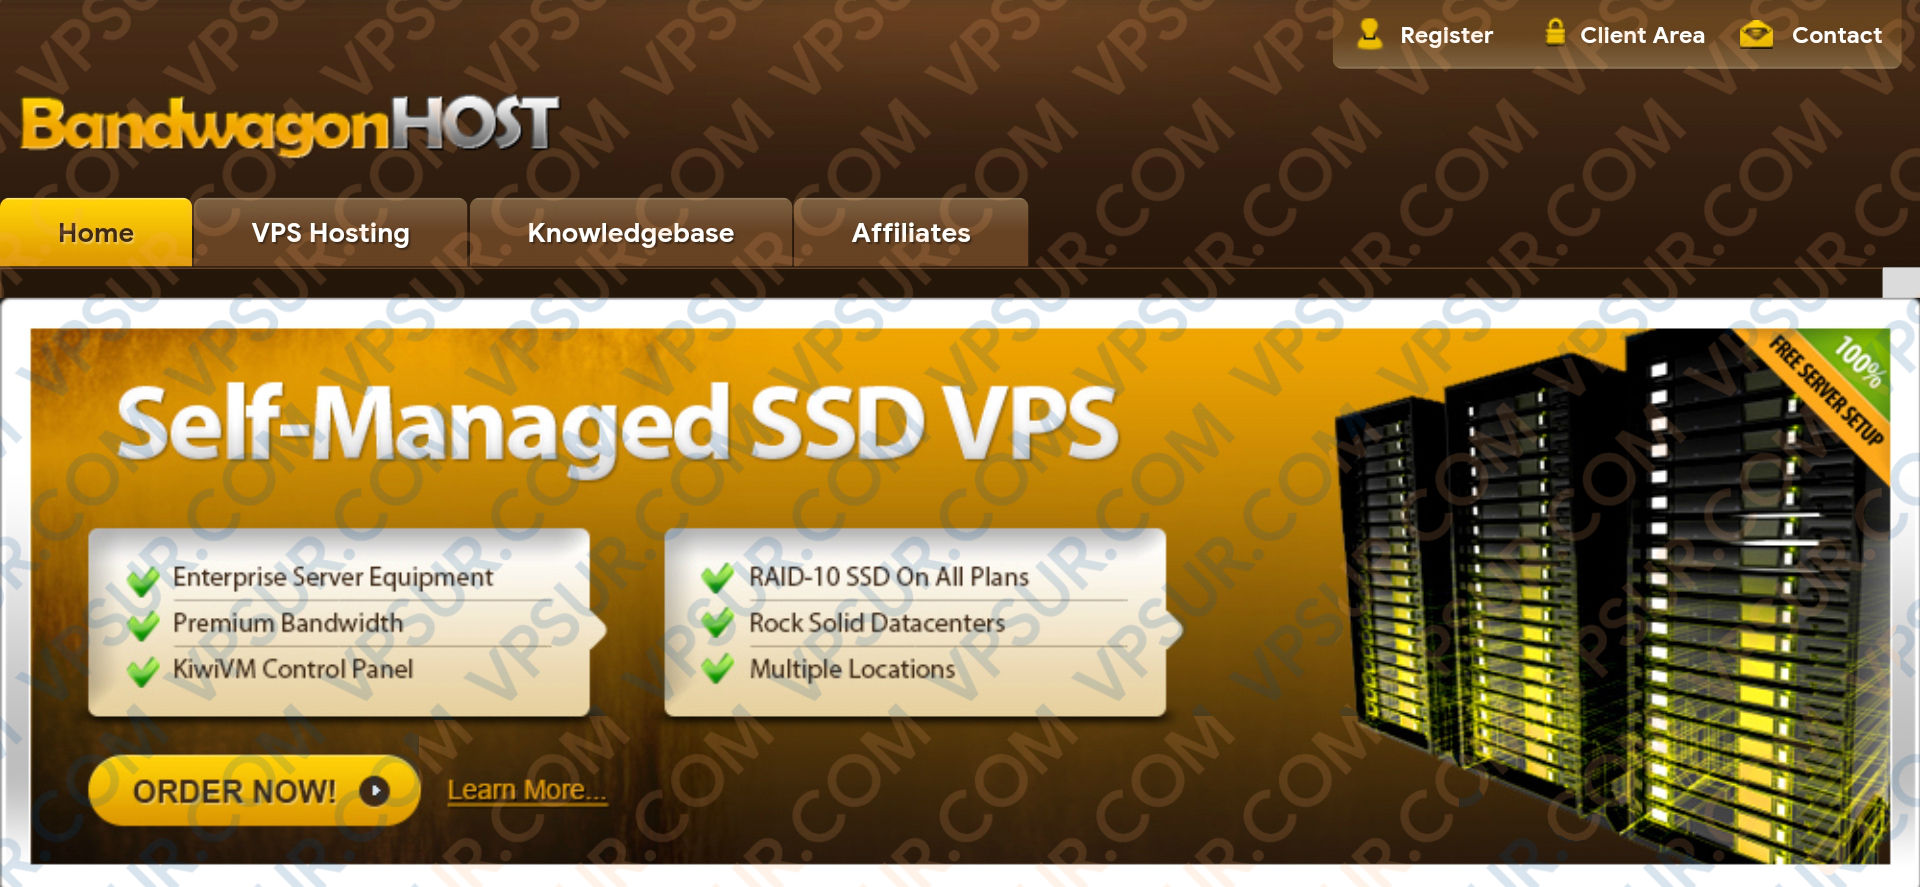 Register
Client Area
Contact
BandwagonHOST
Home
VPS Hosting
Knowledgebase
Affiliates
Self-Managed SSD VPS
100%
FREE SERVER SETUP
Enterprise Server Equipment
Premium Bandwidth
KiwiVM Control Panel
RAID-10 SSD On All Plans
Rock Solid Datacenters
Multiple Locations
ORDER NOW!
Learn More...
VPSUR.COM